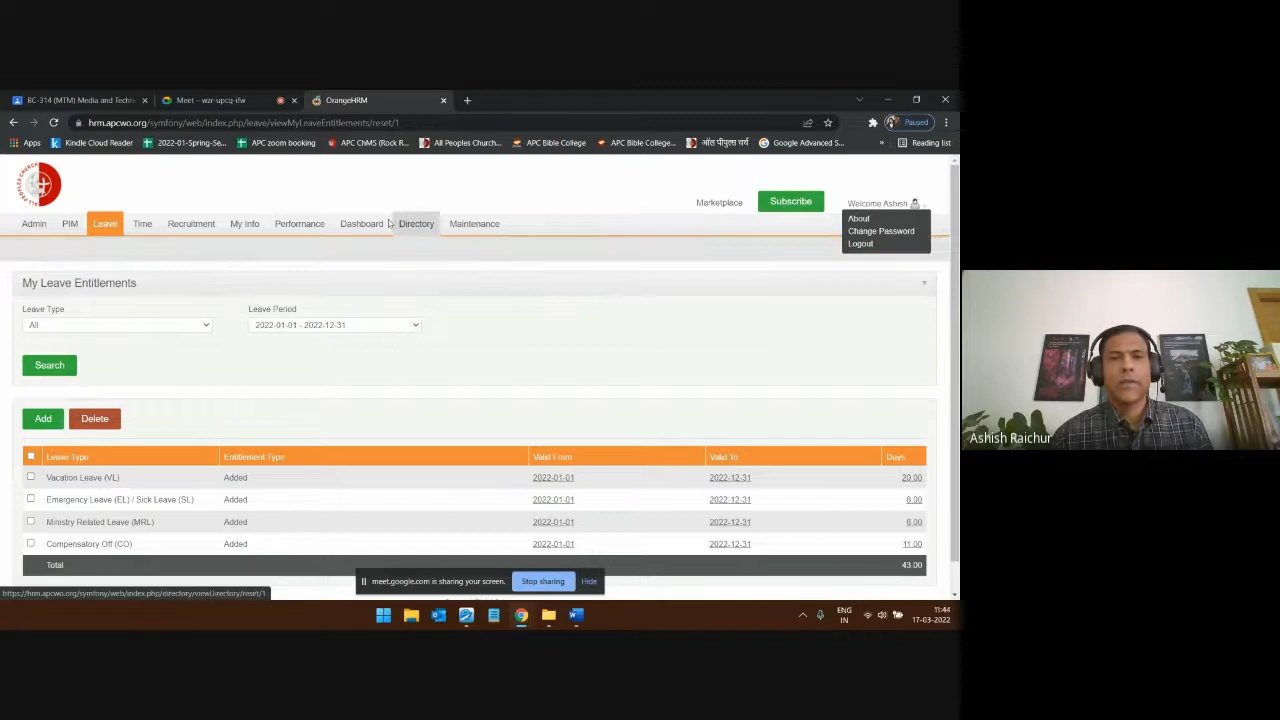 BC-314 (MTM) Media and Techn
Meet – wzr-upcq-ifw
OrangeHRM
hrm.apcwo.org/symfony/web/index.php/leave/viewMyLeaveEntitlements/reset/1
Paused
Apps
Kindle Cloud Reader
2022-01-Spring-Se...
APC zoom booking
APC ChMS (Rock R...
All Peoples Church...
APC Bible College
APC Bible College...
ऑल पीपुल्स चर्च
Google Advanced S...
»
Reading list
Marketplace
Subscribe
Welcome Ashish
About
Change Password
Logout
Admin
PIM
Leave
Time
Recruitment
My Info
Performance
Dashboard
Directory
Maintenance
My Leave Entitlements
Leave Type
Leave Period
All
2022-01-01 - 2022-12-31
Search
Add
Delete
Leave Type Entitlement Type Valid From Valid To Days
Vacation Leave (VL) Added 2022-01-01 2022-12-31 20.00
Emergency Leave (EL) / Sick Leave (SL) Added 2022-01-01 2022-12-31 6.00
Ministry Related Leave (MRL) Added 2022-01-01 2022-12-31 6.00
Compensatory Off (CO) Added 2022-01-01 2022-12-31 11.00
Total 43.00
meet.google.com is sharing your screen.
Stop sharing
Hide
https://hrm.apcwo.org/symfony/web/index.php/directory/viewDirectory/reset/1
ENG
IN
11:44
17-03-2022
Ashish Raichur